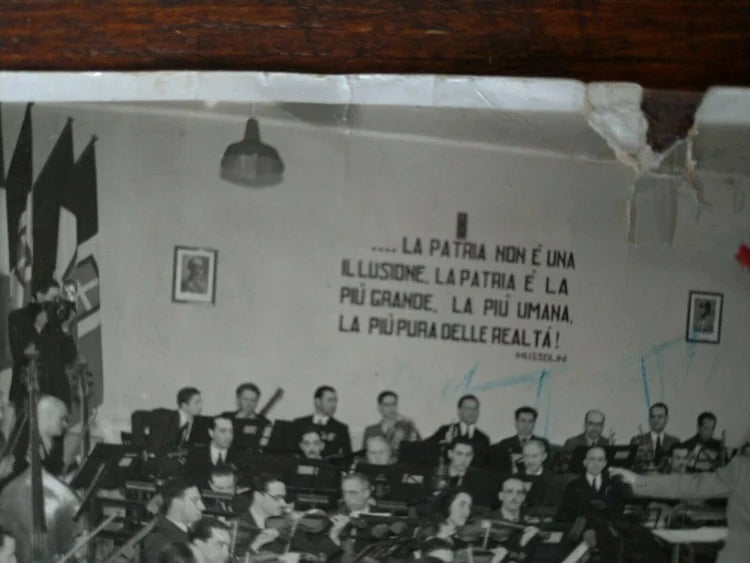 .... LA PATRIA NON È UNA
ILLUSIONE, LA PATRIA È LA
PIÚ GRANDE, LA PIÚ UMANA,
LA PIÚ PURA DELLE REALTÁ!
MUSSOLINI